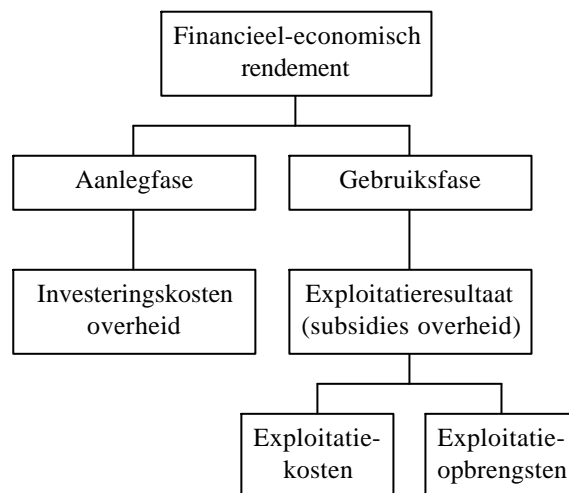 Financieel-economisch
rendement
Aanlegfase
Gebruiksfase
Investeringskosten
overheid
Exploitatieresultaat
(subsidies overheid)
Exploitatie-
kosten
Exploitatie-
opbrengsten